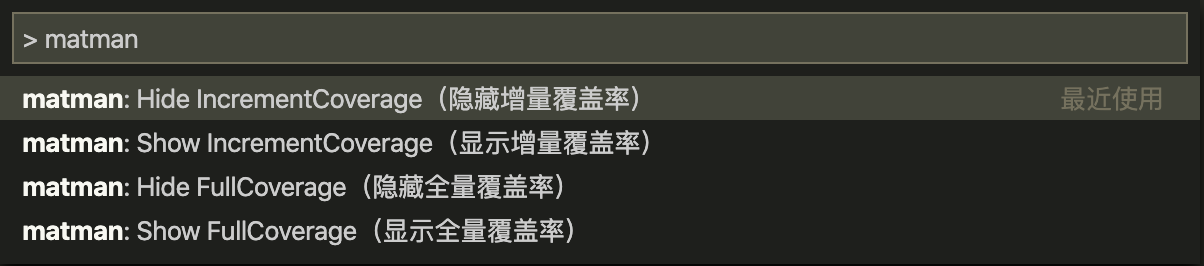 > matman
matman: Hide IncrementCoverage（隐藏增量覆盖率） 最近使用
matman: Show IncrementCoverage（显示增量覆盖率）
matman: Hide FullCoverage（隐藏全量覆盖率）
matman: Show FullCoverage（显示全量覆盖率）